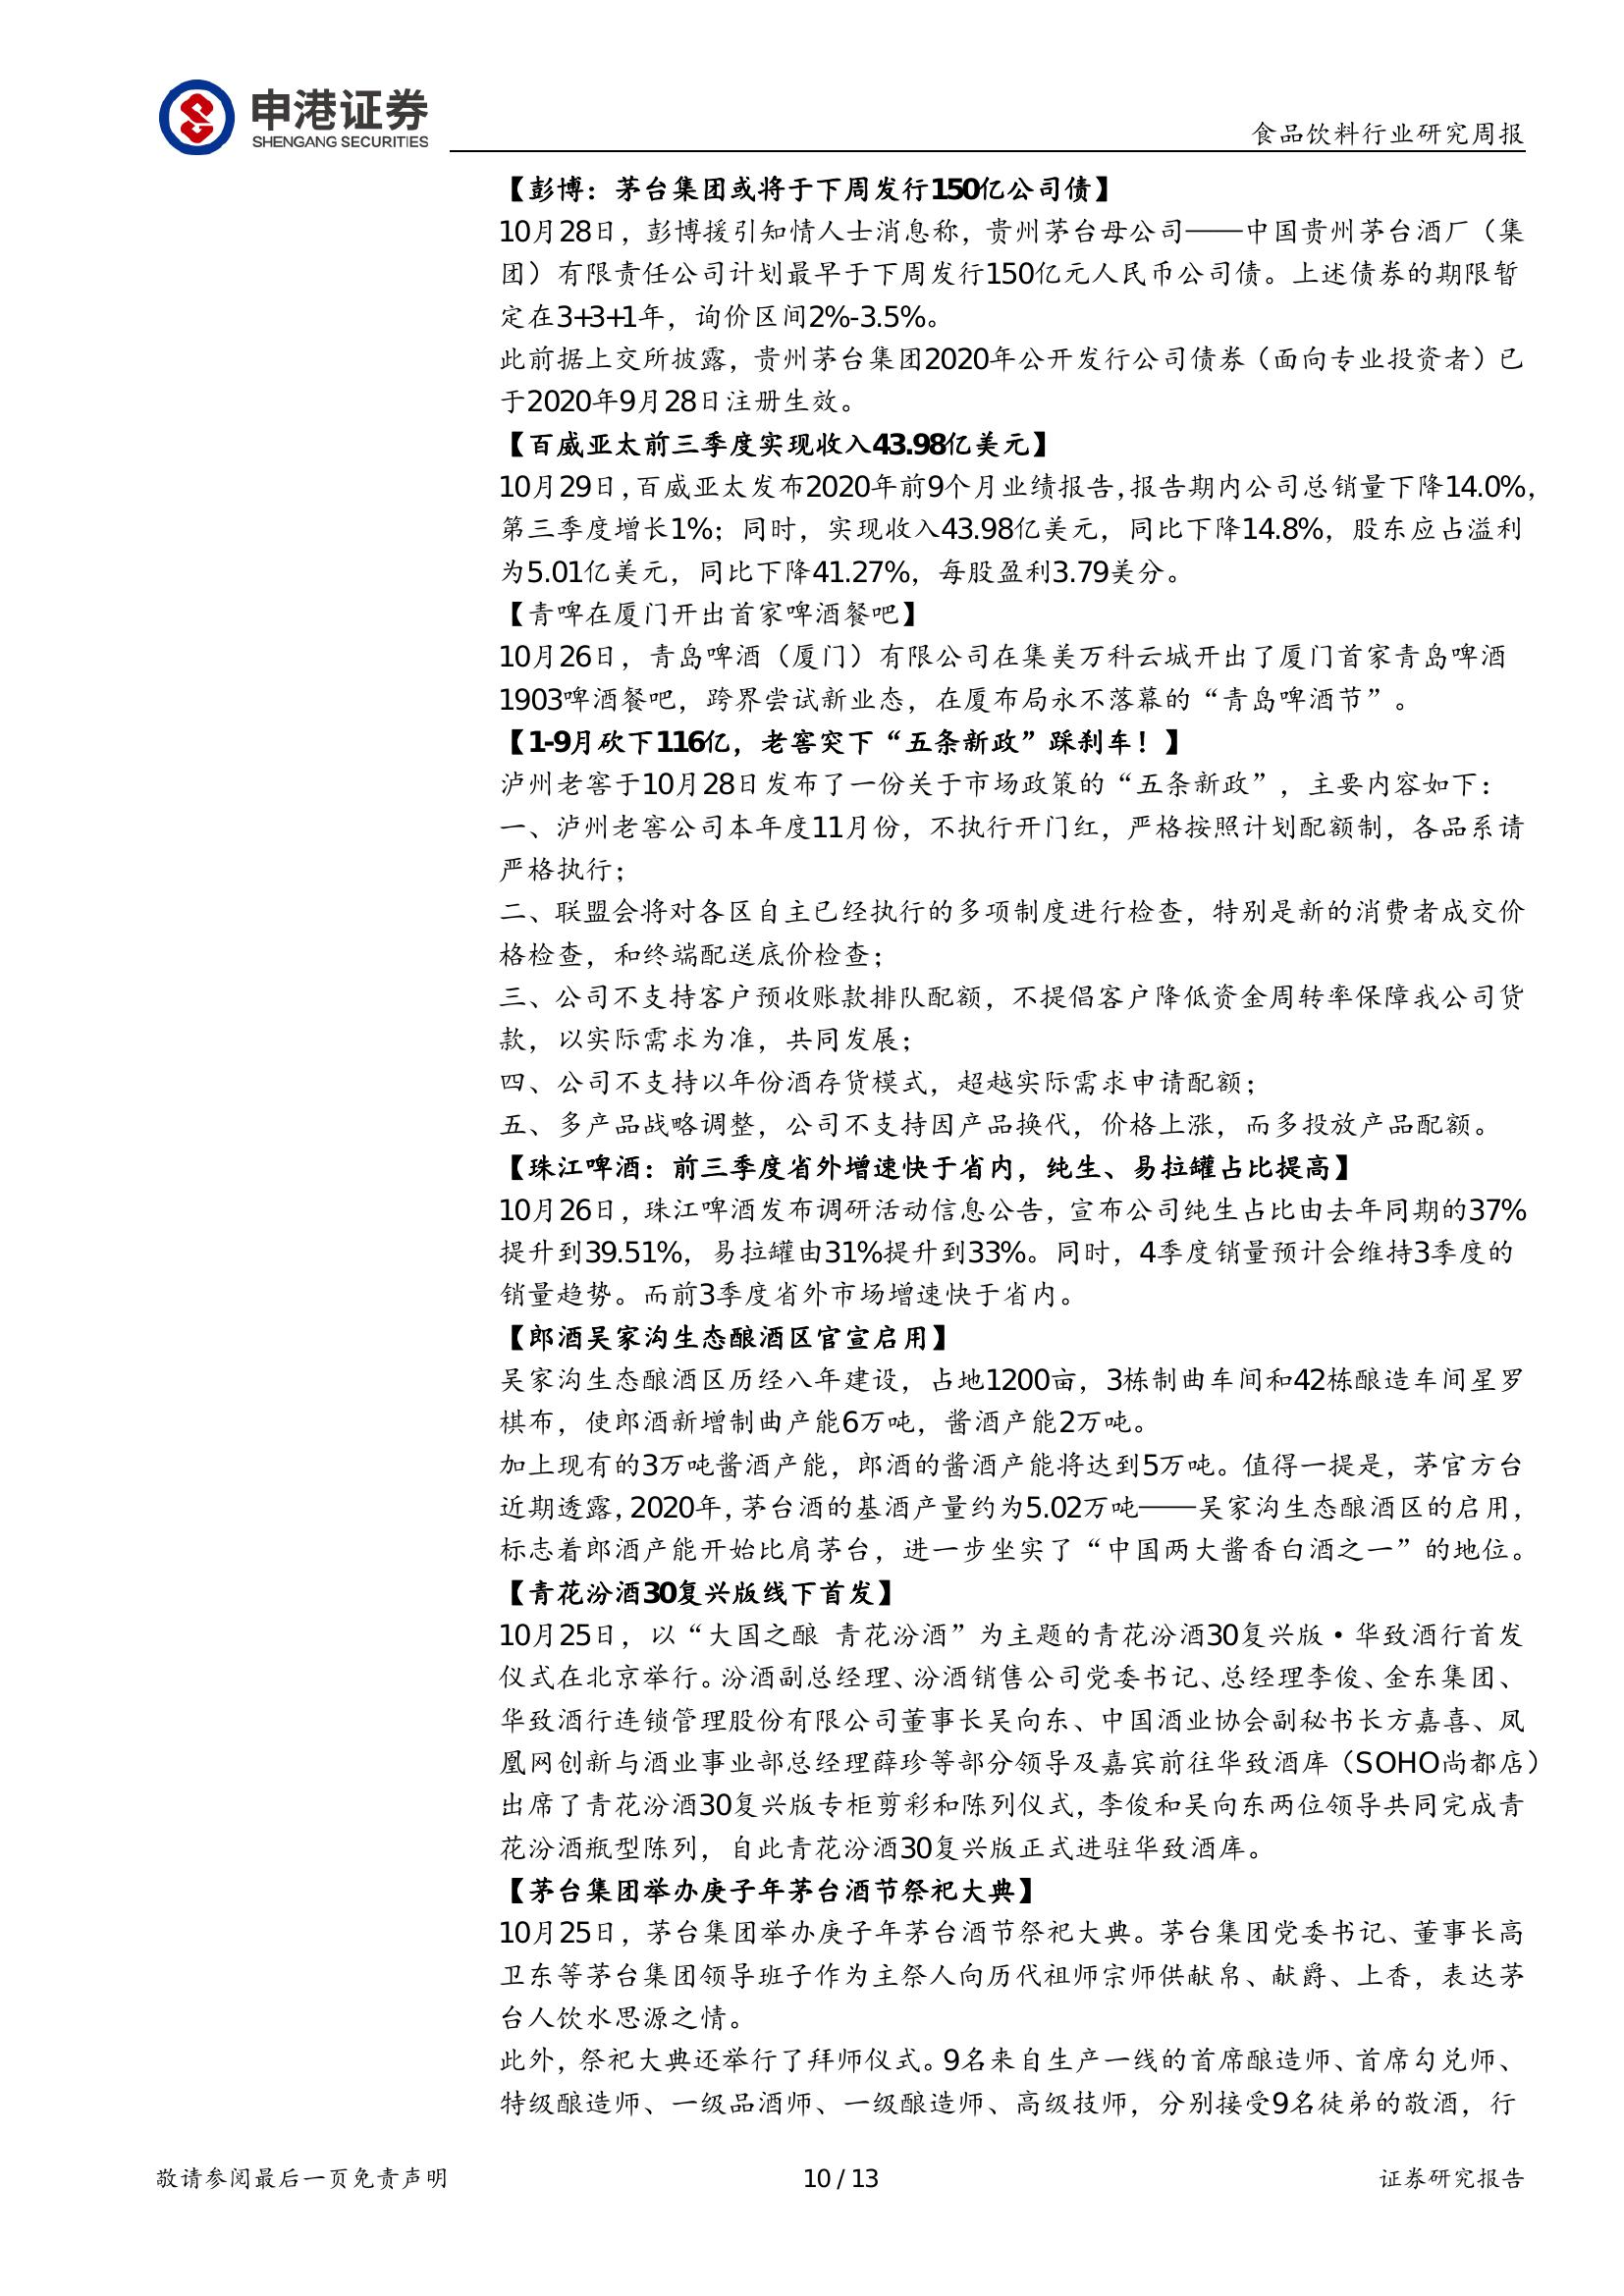 申港证券
SHENGANG SECURITIES
食品饮料行业研究周报
【彭博：茅台集团或将于下周发行150亿公司债】
10月28日，彭博援引知情人士消息称，贵州茅台母公司——中国贵州茅台酒厂（集
团）有限责任公司计划最早于下周发行150亿元人民币公司债。上述债券的期限暂
定在3+3+1年，询价区间2%-3.5%。
此前据上交所披露，贵州茅台集团2020年公开发行公司债券（面向专业投资者）已
于2020年9月28日注册生效。
【百威亚太前三季度实现收入43.98亿美元】
10月29日，百威亚太发布2020年前9个月业绩报告，报告期内公司总销量下降14.0%，
第三季度增长1%；同时，实现收入43.98亿美元，同比下降14.8%，股东应占溢利
为5.01亿美元，同比下降41.27%，每股盈利3.79美分。
【青啤在厦门开出首家啤酒餐吧】
10月26日，青岛啤酒（厦门）有限公司在集美万科云城开出了厦门首家青岛啤酒
1903啤酒餐吧，跨界尝试新业态，在厦布局永不落幕的“青岛啤酒节”。
【1-9月砍下116亿，老窖突下“五条新政”踩刹车！】
泸州老窖于10月28日发布了一份关于市场政策的“五条新政”，主要内容如下：
一、泸州老窖公司本年度11月份，不执行开门红，严格按照计划配额制，各品系请
严格执行；
二、联盟会将对各区自主已经执行的多项制度进行检查，特别是新的消费者成交价
格检查，和终端配送底价检查；
三、公司不支持客户预收账款排队配额，不提倡客户降低资金周转率保障我公司货
款，以实际需求为准，共同发展；
四、公司不支持以年份酒存货模式，超越实际需求申请配额；
五、多产品战略调整，公司不支持因产品换代，价格上涨，而多投放产品配额。
【珠江啤酒：前三季度省外增速快于省内，纯生、易拉罐占比提高】
10月26日，珠江啤酒发布调研活动信息公告，宣布公司纯生占比由去年同期的37%
提升到39.51%，易拉罐由31%提升到33%。同时，4季度销量预计会维持3季度的
销量趋势。而前3季度省外市场增速快于省内。
【郎酒吴家沟生态酿酒区官宣启用】
吴家沟生态酿酒区历经八年建设，占地1200亩，3栋制曲车间和42栋酿造车间星罗
棋布，使郎酒新增制曲产能6万吨，酱酒产能2万吨。
加上现有的3万吨酱酒产能，郎酒的酱酒产能将达到5万吨。值得一提是，茅官方台
近期透露，2020年，茅台酒的基酒产量约为5.02万吨——吴家沟生态酿酒区的启用，
标志着郎酒产能开始比肩茅台，进一步坐实了“中国两大酱香白酒之一”的地位。
【青花汾酒30复兴版线下首发】
10月25日，以“大国之酿 青花汾酒”为主题的青花汾酒30复兴版•华致酒行首发
仪式在北京举行。汾酒副总经理、汾酒销售公司党委书记、总经理李俊、金东集团、
华致酒行连锁管理股份有限公司董事长吴向东、中国酒业协会副秘书长方嘉喜、凤
凰网创新与酒业事业部总经理薛珍等部分领导及嘉宾前往华致酒库（SOHO尚都店）
出席了青花汾酒30复兴版专柜剪彩和陈列仪式，李俊和吴向东两位领导共同完成青
花汾酒瓶型陈列，自此青花汾酒30复兴版正式进驻华致酒库。
【茅台集团举办庚子年茅台酒节祭祀大典】
10月25日，茅台集团举办庚子年茅台酒节祭祀大典。茅台集团党委书记、董事长高
卫东等茅台集团领导班子作为主祭人向历代祖师宗师供献帛、献爵、上香，表达茅
台人饮水思源之情。
此外，祭祀大典还举行了拜师仪式。9名来自生产一线的首席酿造师、首席勾兑师、
特级酿造师、一级品酒师、一级酿造师、高级技师，分别接受9名徒弟的敬酒，行
敬请参阅最后一页免责声明
10 / 13
证券研究报告